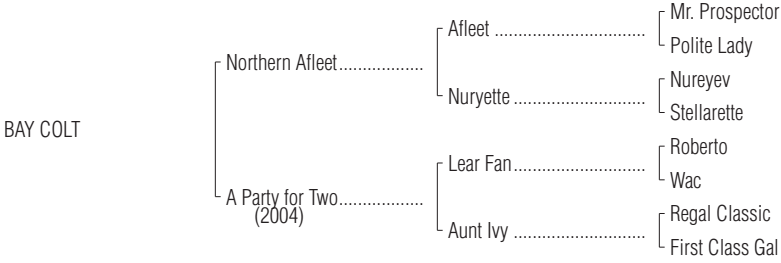 Mr. Prospector
Afleet ...............................
Polite Lady
Northern Afleet..................
Nureyev
Nuryette ...........................
Stellarette
BAY COLT
Roberto
Lear Fan...........................
Wac
A Party for Two.................
(2004)
Regal Classic
Aunt Ivy ...........................
First Class Gal